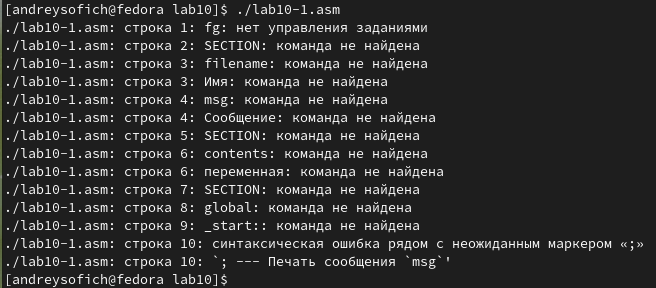 [andreysofich@fedora lab10]$ ./lab10-1.asm
./lab10-1.asm: строка 1: fg: нет управления заданиями
./lab10-1.asm: строка 2: SECTION: команда не найдена
./lab10-1.asm: строка 3: filename: команда не найдена
./lab10-1.asm: строка 3: Имя: команда не найдена
./lab10-1.asm: строка 4: msg: команда не найдена
./lab10-1.asm: строка 4: Сообщение: команда не найдена
./lab10-1.asm: строка 5: SECTION: команда не найдена
./lab10-1.asm: строка 6: contents: команда не найдена
./lab10-1.asm: строка 6: переменная: команда не найдена
./lab10-1.asm: строка 7: SECTION: команда не найдена
./lab10-1.asm: строка 8: global: команда не найдена
./lab10-1.asm: строка 9: _start:: команда не найдена
./lab10-1.asm: строка 10: синтаксическая ошибка рядом с неожиданным маркером «;»
./lab10-1.asm: строка 10: `; --- Печать сообщения `msg`'
[andreysofich@fedora lab10]$